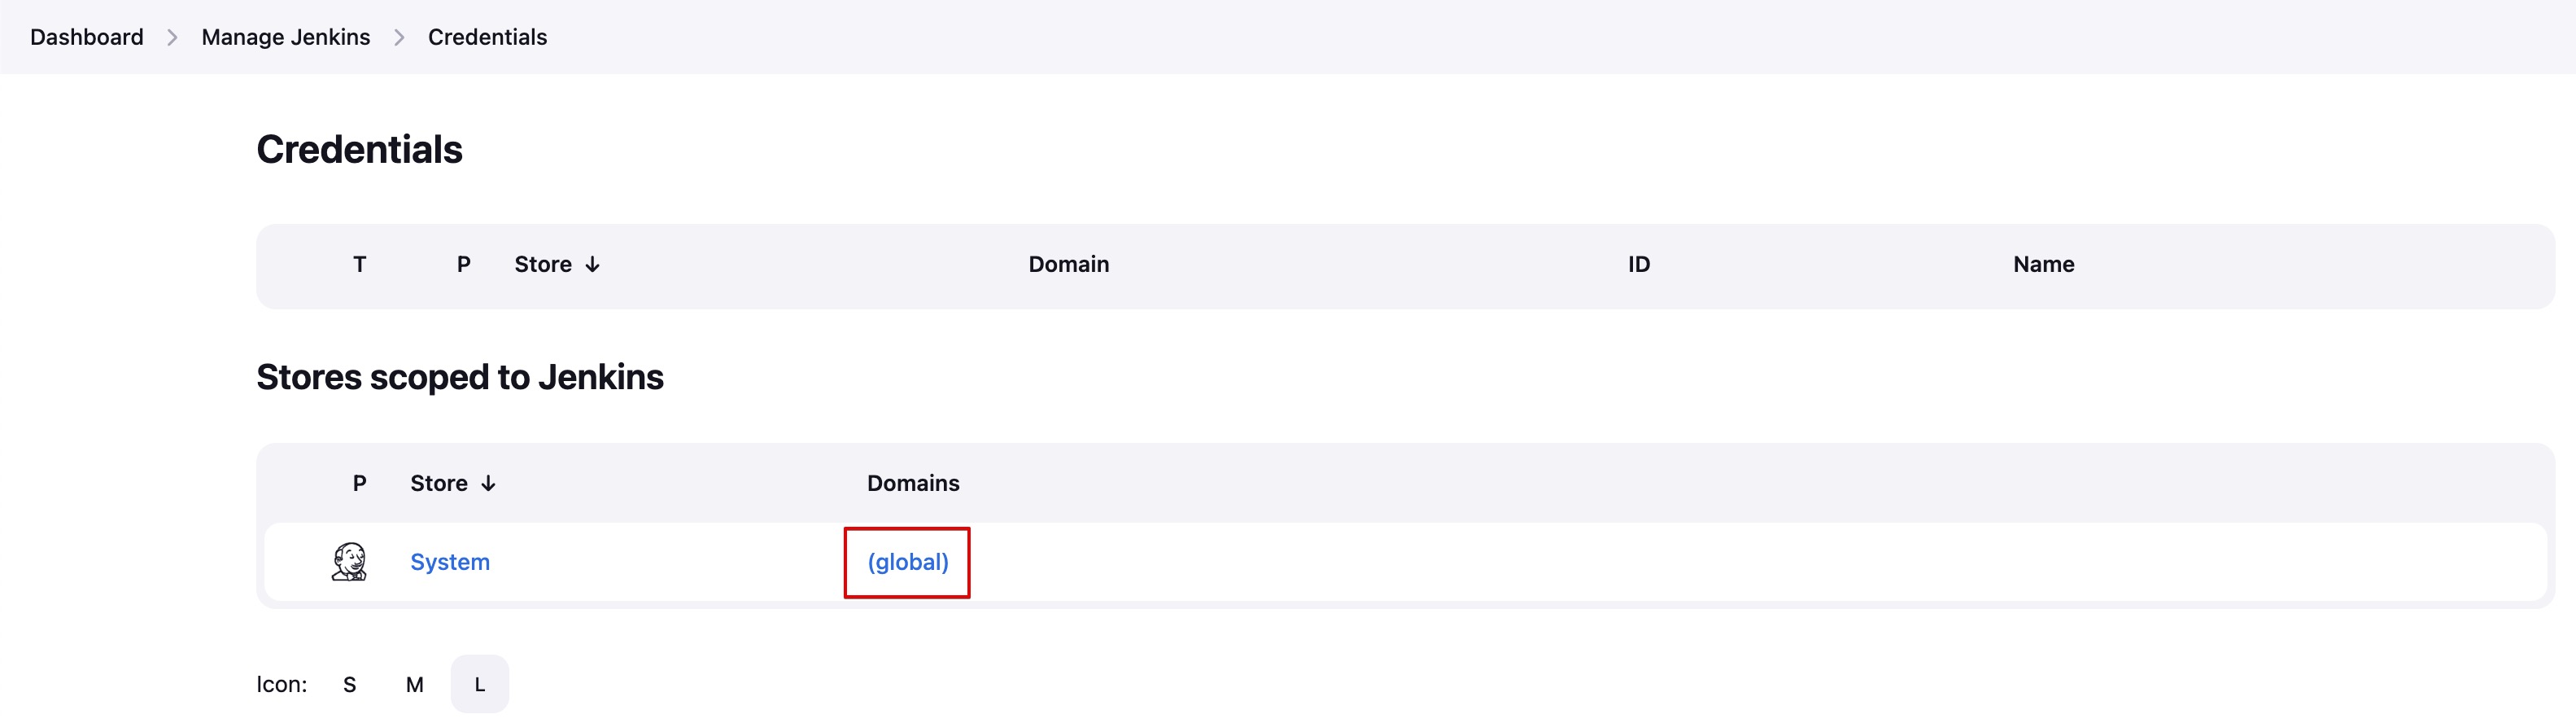 Dashboard > Manage Jenkins > Credentials
Credentials
T P Store ↓ Domain ID Name
Stores scoped to Jenkins
P Store ↓ Domains
System (global)
Icon: S M L